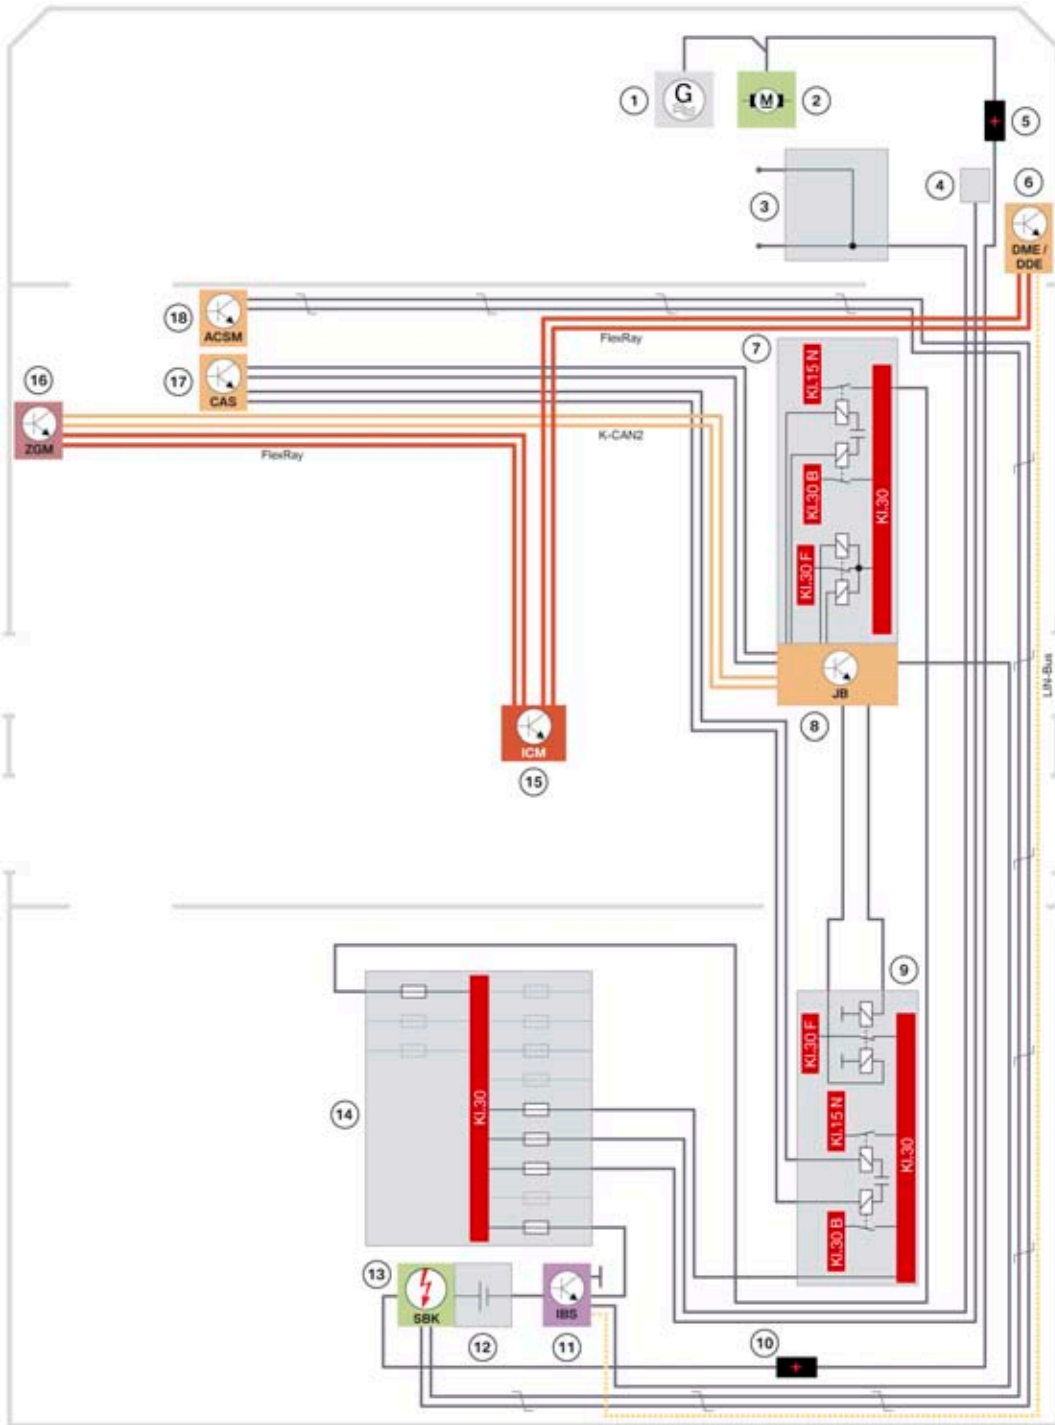 G
1
M
2
5
+
3
4
6
DME /
DDE
18
ACSM
FlexRay
7
17
CAS
16
ZGM
K-CAN2
FlexRay
Kl.15 N
Kl.30 B
Kl.30
Kl.30 F
LIN-Bus
JB
8
ICM
15
9
Kl.30 F
Kl.30
14
Kl.15 N
Kl.30
Kl.30 B
13
SBK
IBS
12
11
10
+